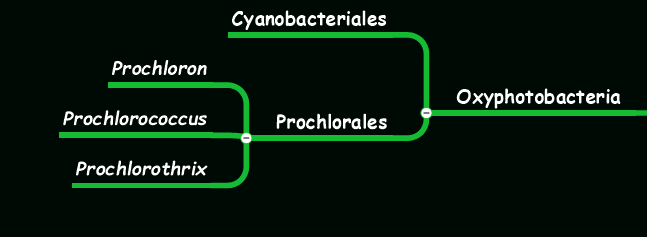 Cyanobacteriales
Prochloron
Oxyphotobacteria
Prochlorococcus
Prochlorales
Prochlorothrix